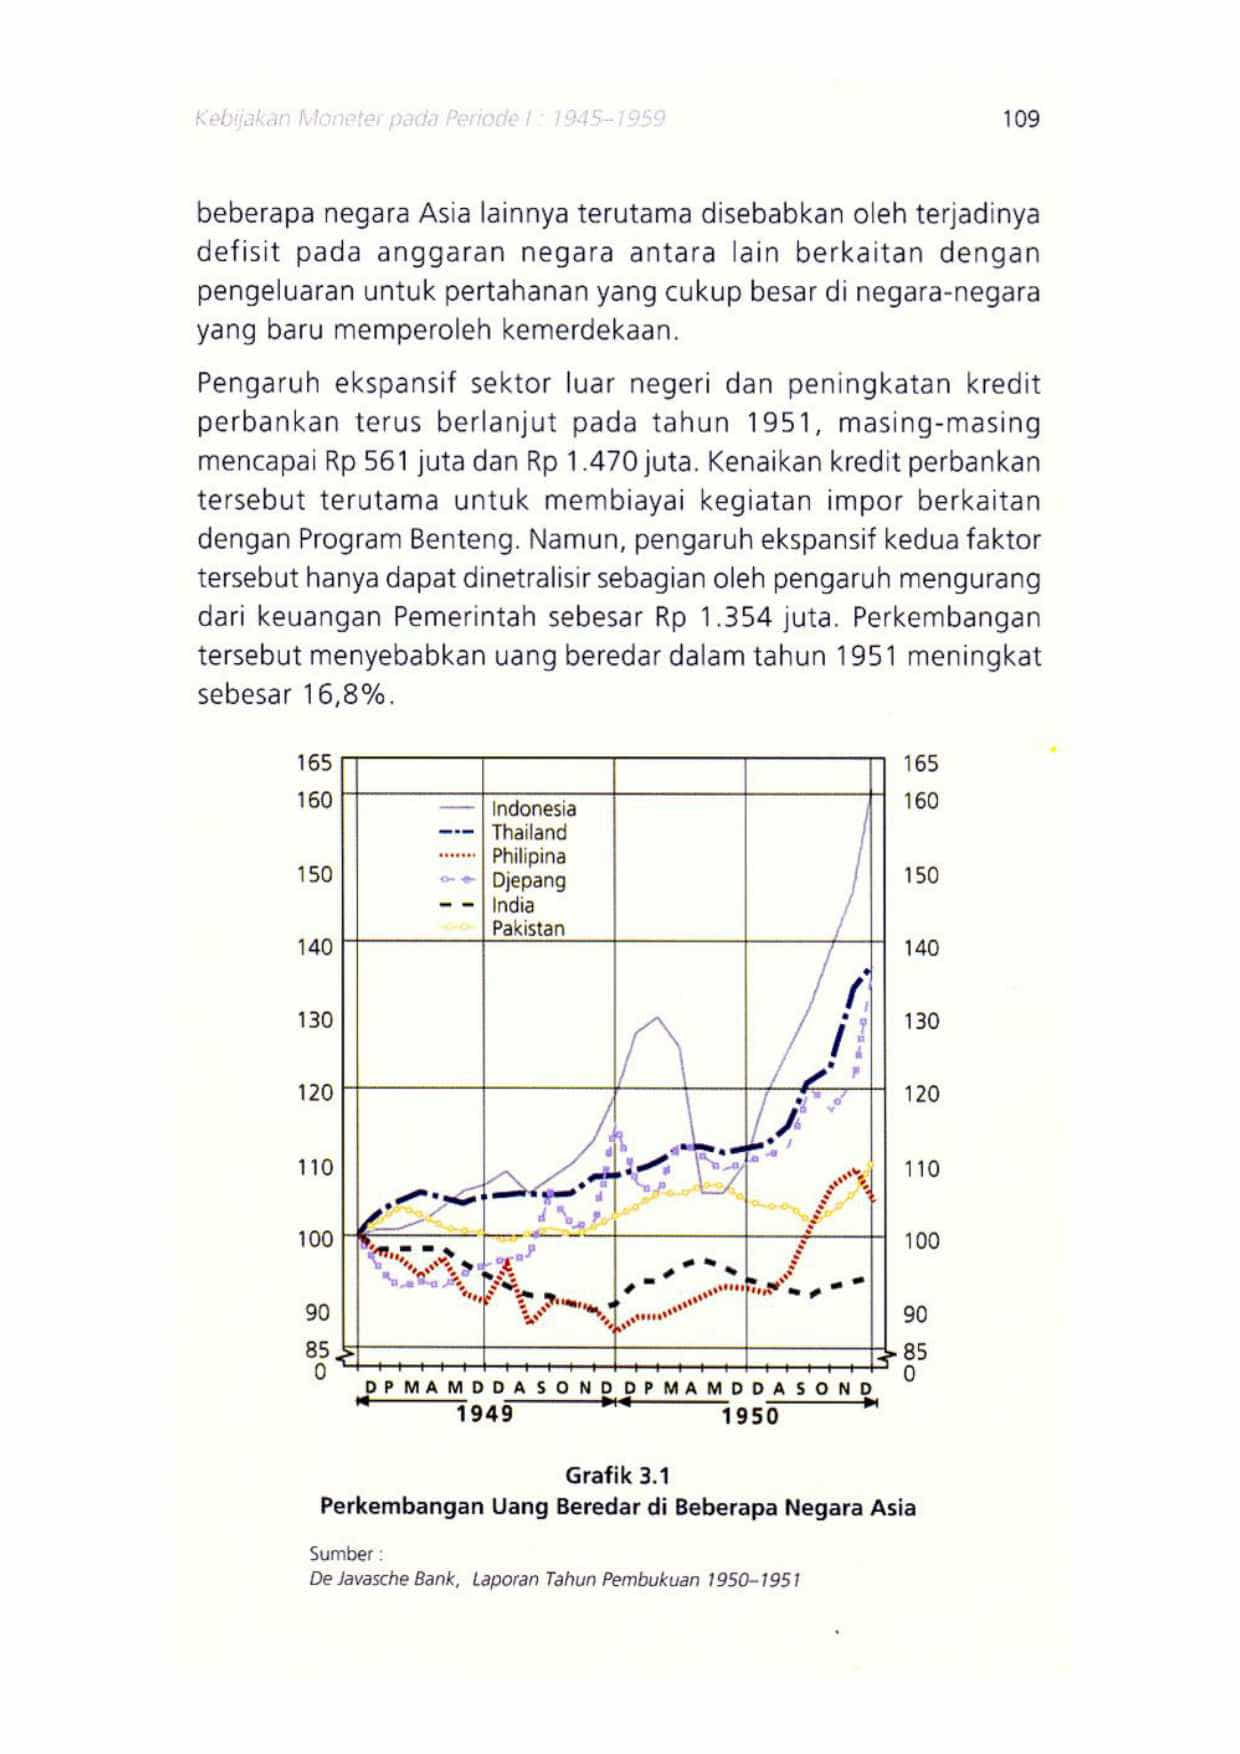 Kebijakan Moneter pada Periode I : 1945–1959 109
beberapa negara Asia lainnya terutama disebabkan oleh terjadinya
defisit pada anggaran negara antara lain berkaitan dengan
pengeluaran untuk pertahanan yang cukup besar di negara-negara
yang baru memperoleh kemerdekaan.
Pengaruh ekspansif sektor luar negeri dan peningkatan kredit
perbankan terus berlanjut pada tahun 1951, masing-masing
mencapai Rp 561 juta dan Rp 1.470 juta. Kenaikan kredit perbankan
tersebut terutama untuk membiayai kegiatan impor berkaitan
dengan Program Benteng. Namun, pengaruh ekspansif kedua faktor
tersebut hanya dapat dinetralisir sebagian oleh pengaruh mengurang
dari keuangan Pemerintah sebesar Rp 1.354 juta. Perkembangan
tersebut menyebabkan uang beredar dalam tahun 1951 meningkat
sebesar 16,8%.
165 165
160 160
Indonesia
Thailand
Philipina
150 150
Djepang
India
Pakistan
140 140
130 130
120 120
110 110
100 100
90 90
85 85
0 0
D P M A M D D A S O N D D P M A M D D A S O N D
1949 1950
Grafik 3.1
Perkembangan Uang Beredar di Beberapa Negara Asia
Sumber :
De Javasche Bank, Laporan Tahun Pembukuan 1950–1951